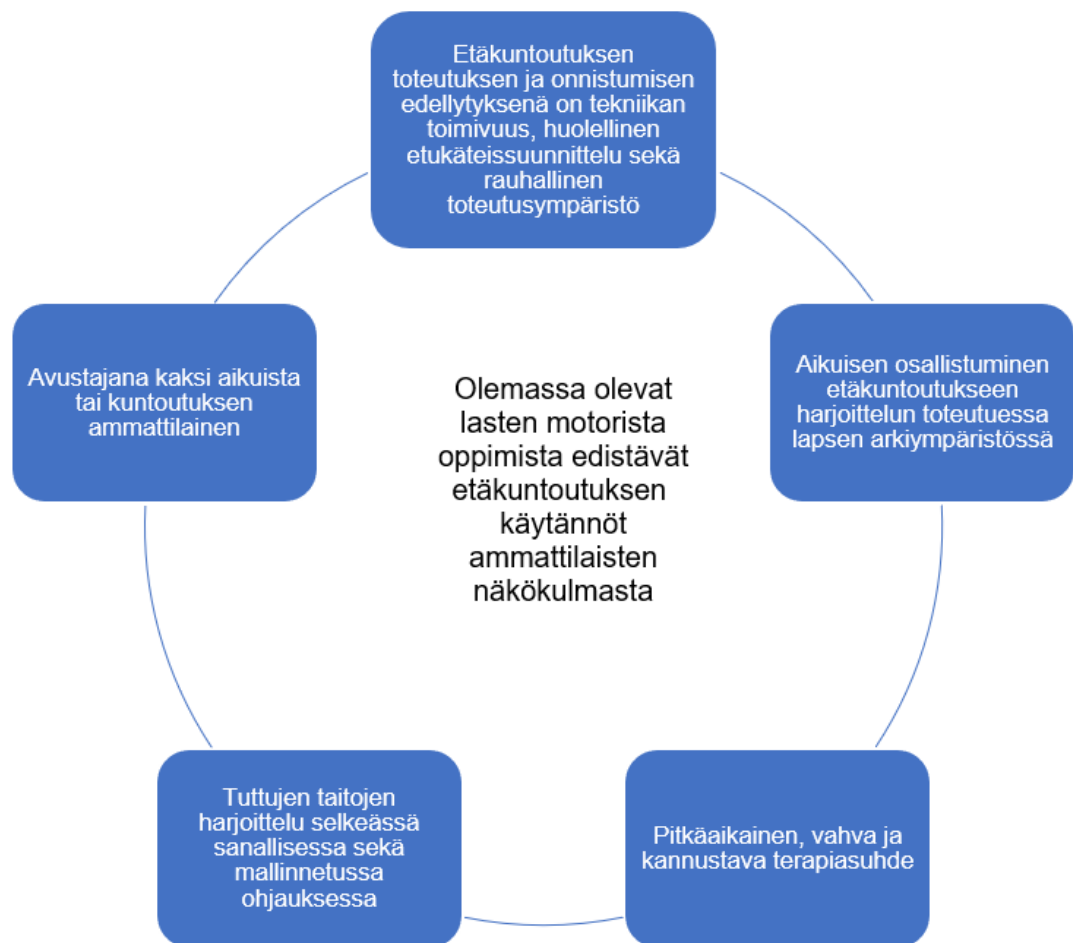 Etäkuntoutuksen
toteutuksen ja onnistumisen
edellytyksenä on tekniikan
toimivuus, huolellinen
etukäteissuunnittelu sekä
rauhallinen
toteutusympäristö
Avustajana kaksi aikuista
tai kuntoutuksen
ammattilainen
Olemassa olevat
lasten motorista
oppimista edistävät
etäkuntoutuksen
käytännöt
ammattilaisten
näkökulmasta
Aikuisen osallistuminen
etäkuntoutukseen
harjoittelun toteutuessa
lapsen arkiympäristössä
Tuttujen taitojen
harjoittelu selkeässä
sanallisessa sekä
mallinnetussa
ohjauksessa
Pitkäaikainen, vahva ja
kannustava terapiasuhde